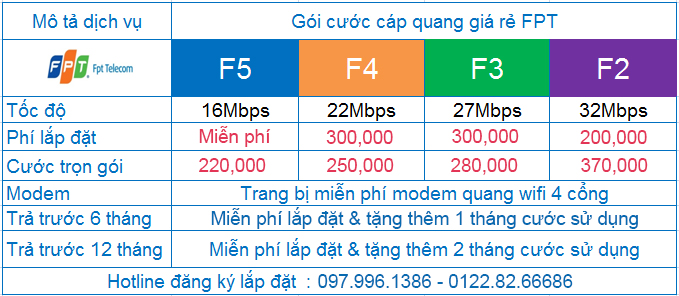 Mô tả dịch vụ Gói cước cáp quang giá rẻ FPT
FPT Fpt Telecom F5 F4 F3 F2
Tốc độ 16Mbps 22Mbps 27Mbps 32Mbps
Phí lắp đặt Miễn phí 300,000 300,000 200,000
Cước trọn gói 220,000 250,000 280,000 370,000
Modem Trang bị miễn phí modem quang wifi 4 cổng
Trả trước 6 tháng Miễn phí lắp đặt & tặng thêm 1 tháng cước sử dụng
Trả trước 12 tháng Miễn phí lắp đặt & tặng thêm 2 tháng cước sử dụng
Hotline đăng ký lắp đặt : 097.996.1386 - 0122.82.66686